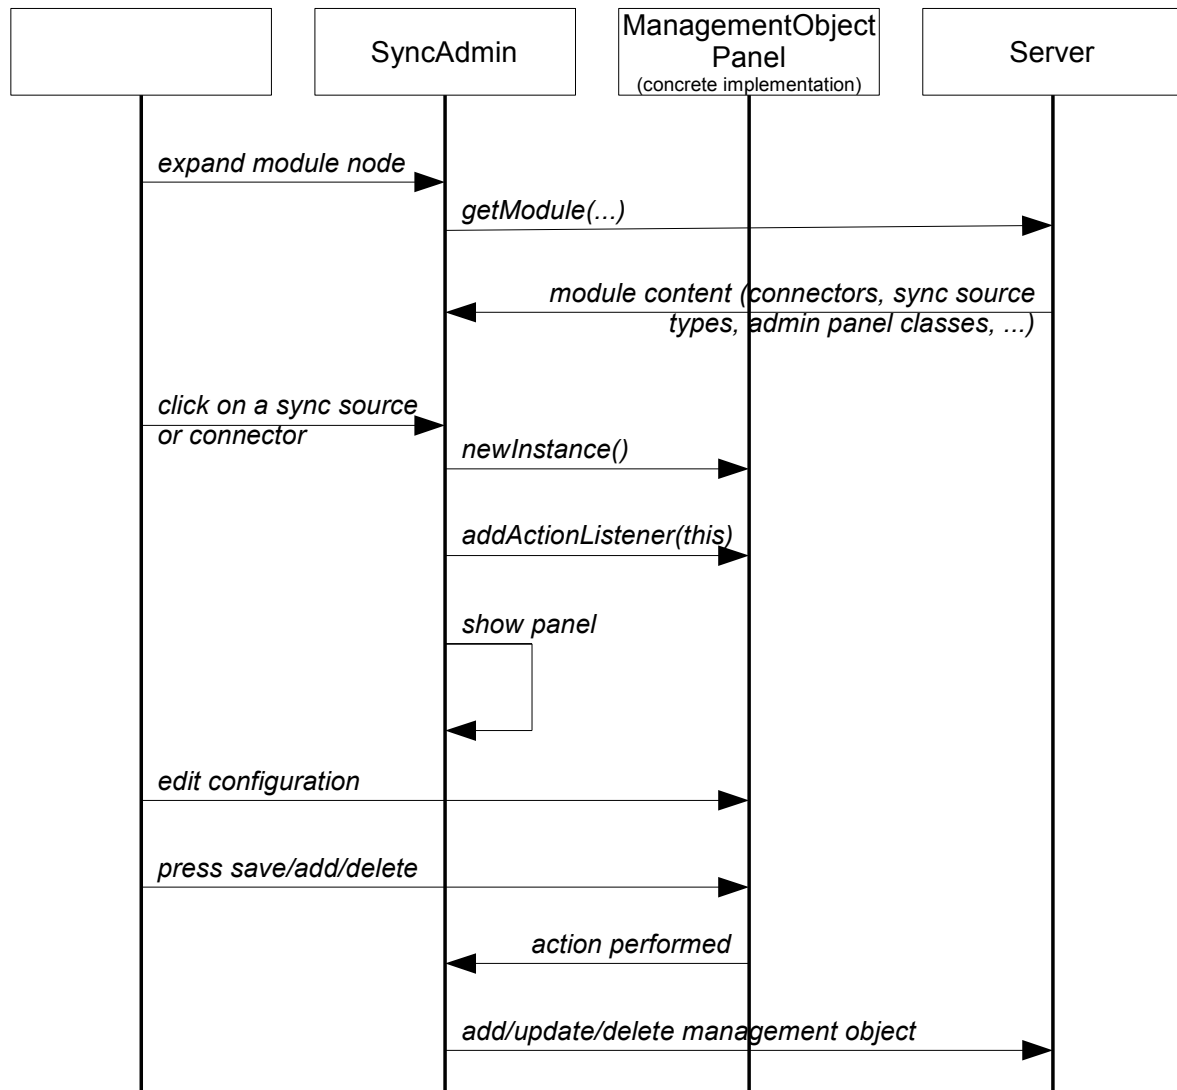 SyncAdmin
ManagementObject
Panel
(concrete implementation)
Server
expand module node
getModule(...)
module content (connectors, sync source
types, admin panel classes, ...)
click on a sync source
or connector
newInstance()
addActionListener(this)
show panel
edit configuration
press save/add/delete
action performed
add/update/delete management object